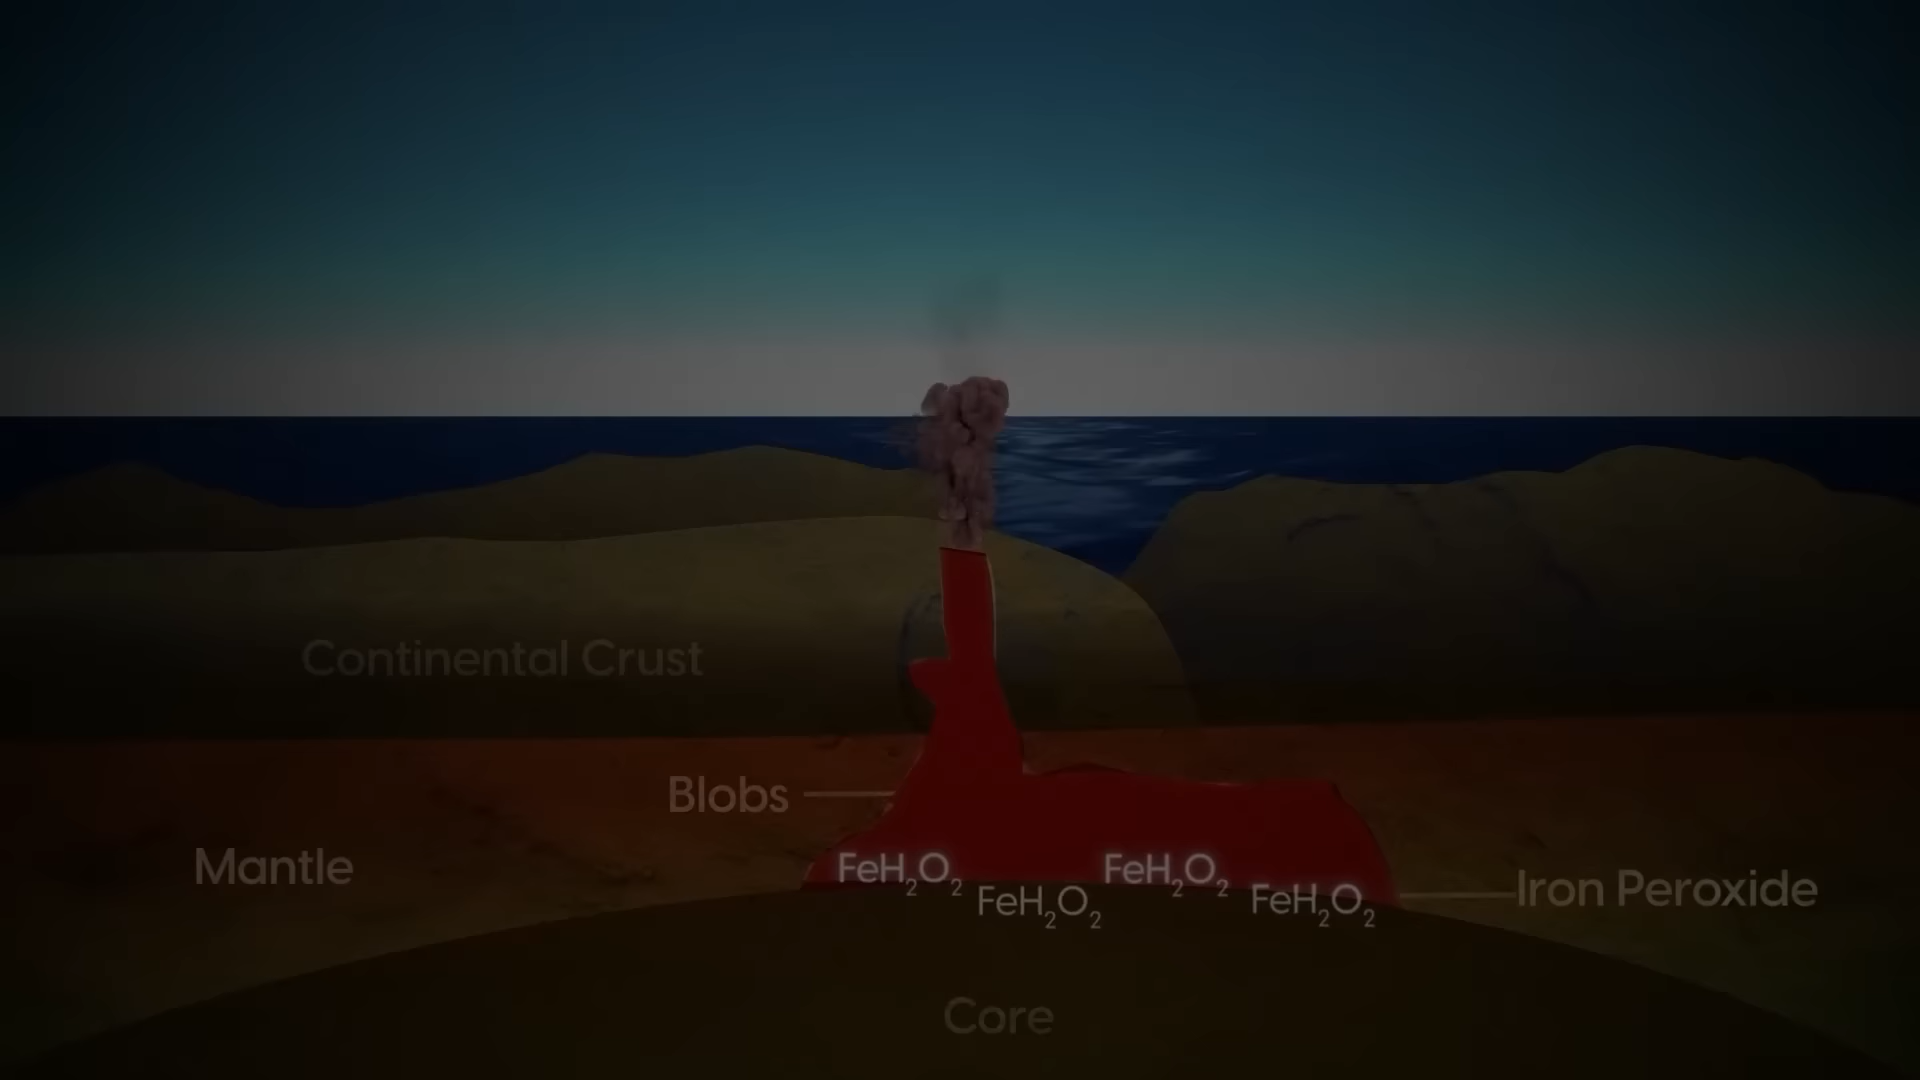 Continental Crust
Blobs
Mantle
FeH₂O₂
FeH₂O₂
FeH₂O₂
FeH₂O₂
Iron Peroxide
Core